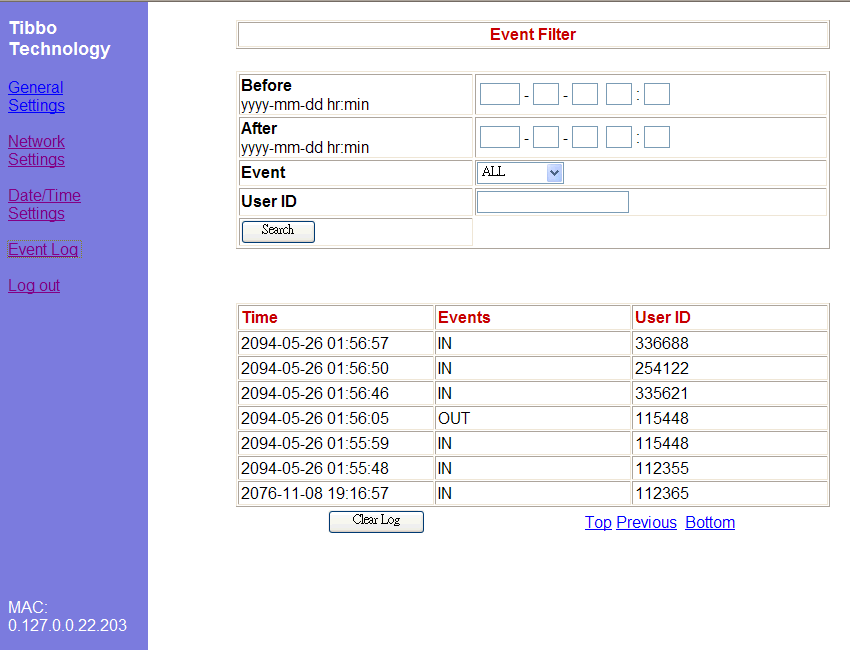 Tibbo
Technology
General
Settings
Network
Settings
Date/Time
Settings
Event Log
Log out
MAC:
0.127.0.0.22.203
Event Filter
Before
yyyy-mm-dd hr:min - - :
After
yyyy-mm-dd hr:min - - :
Event ALL
User ID
Search
Time Events User ID
2094-05-26 01:56:57 IN 336688
2094-05-26 01:56:50 IN 254122
2094-05-26 01:56:46 IN 335621
2094-05-26 01:56:05 OUT 115448
2094-05-26 01:55:59 IN 115448
2094-05-26 01:55:48 IN 112355
2076-11-08 19:16:57 IN 112365
Clear Log Top Previous Bottom